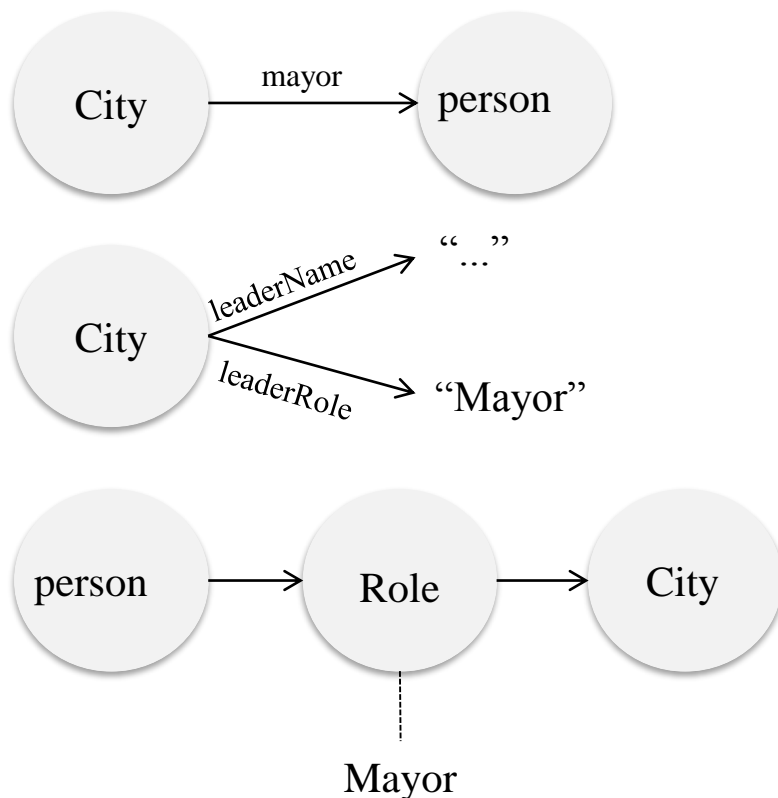 mayor
City
person
“...”
leaderName
City
leaderRole
“Mayor”
person
Role
City
Mayor